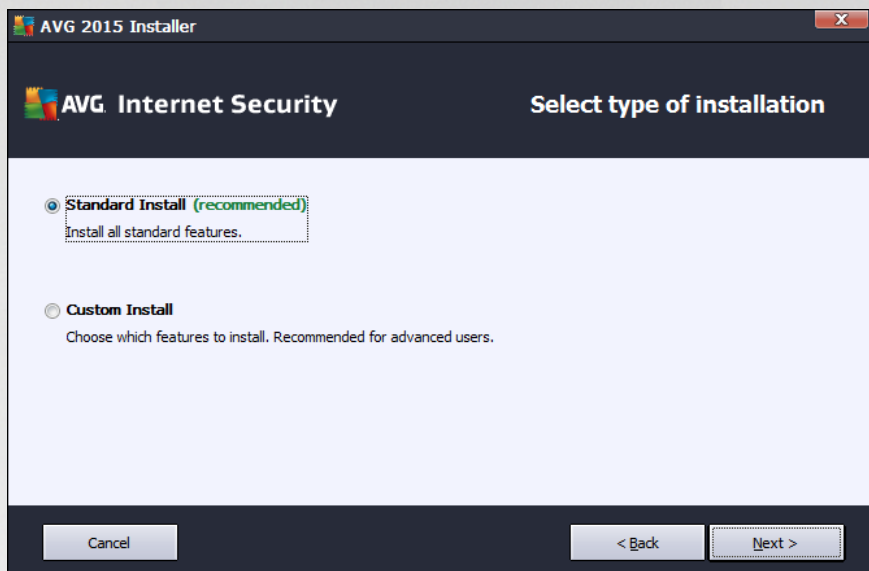 AVG 2015 Installer
AVG. Internet Security
Select type of installation
Standard Install (recommended)
Install all standard features.
Custom Install
Choose which features to install. Recommended for advanced users.
Cancel
< Back
Next >